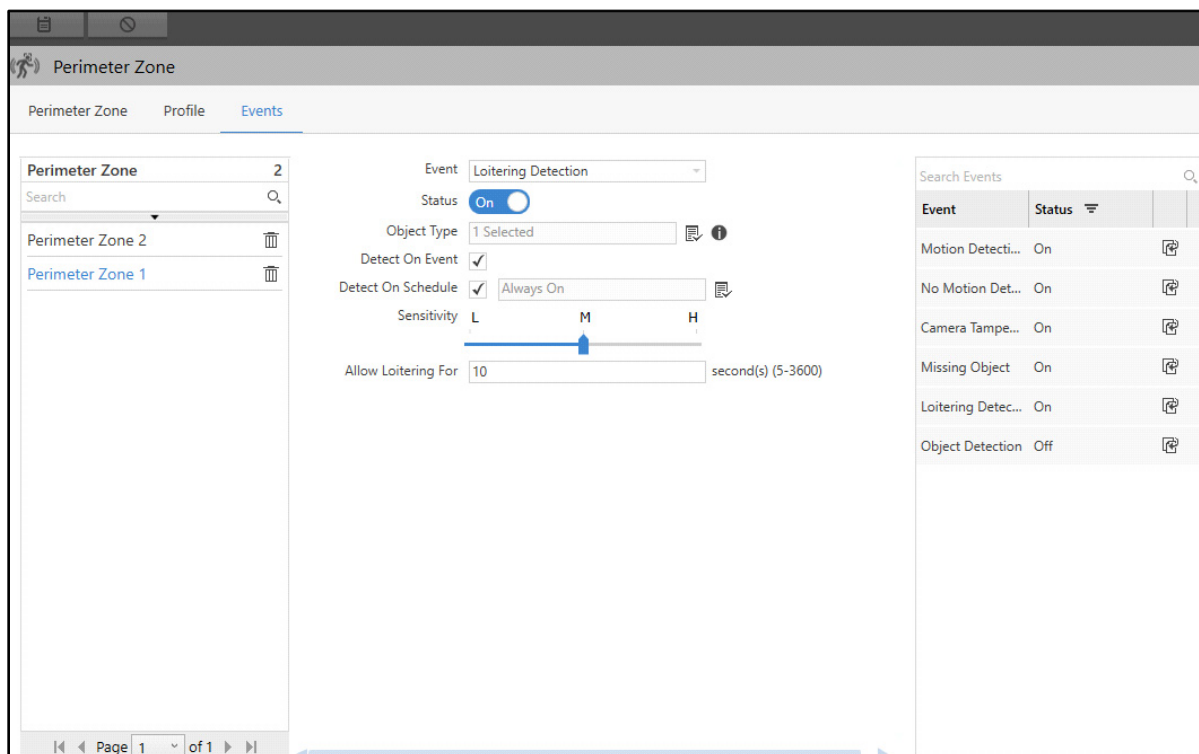 Perimeter Zone
Perimeter Zone Profile Events
Perimeter Zone 2
Search
Perimeter Zone 2
Perimeter Zone 1
Page 1 of 1
Event Loitering Detection
Status On
Object Type 1 Selected
Detect On Event
Detect On Schedule Always On
Sensitivity L M H
Allow Loitering For 10 second(s) (5-3600)
Search Events
Event Status
Motion Detecti... On
No Motion Det... On
Camera Tampe... On
Missing Object On
Loitering Detec... On
Object Detection Off